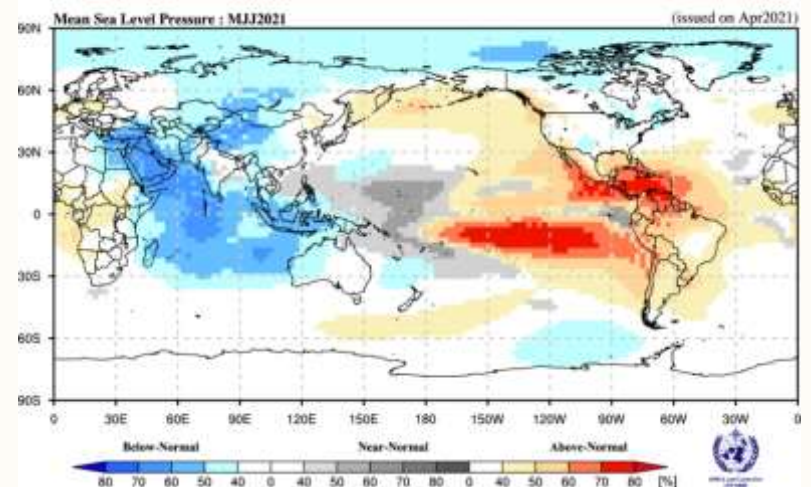 Mean Sea Level Pressure : MJJ2021 (issued on Apr2021)
90N
60N
30N
0
30S
60S
90S
0 30E 60E 90E 120E 150E 180 150W 120W 90W 60W 30W 0
Below-Normal Near-Normal Above-Normal
80 70 60 50 40 0 40 50 60 70 80 0 40 50 60 70 80 [%]